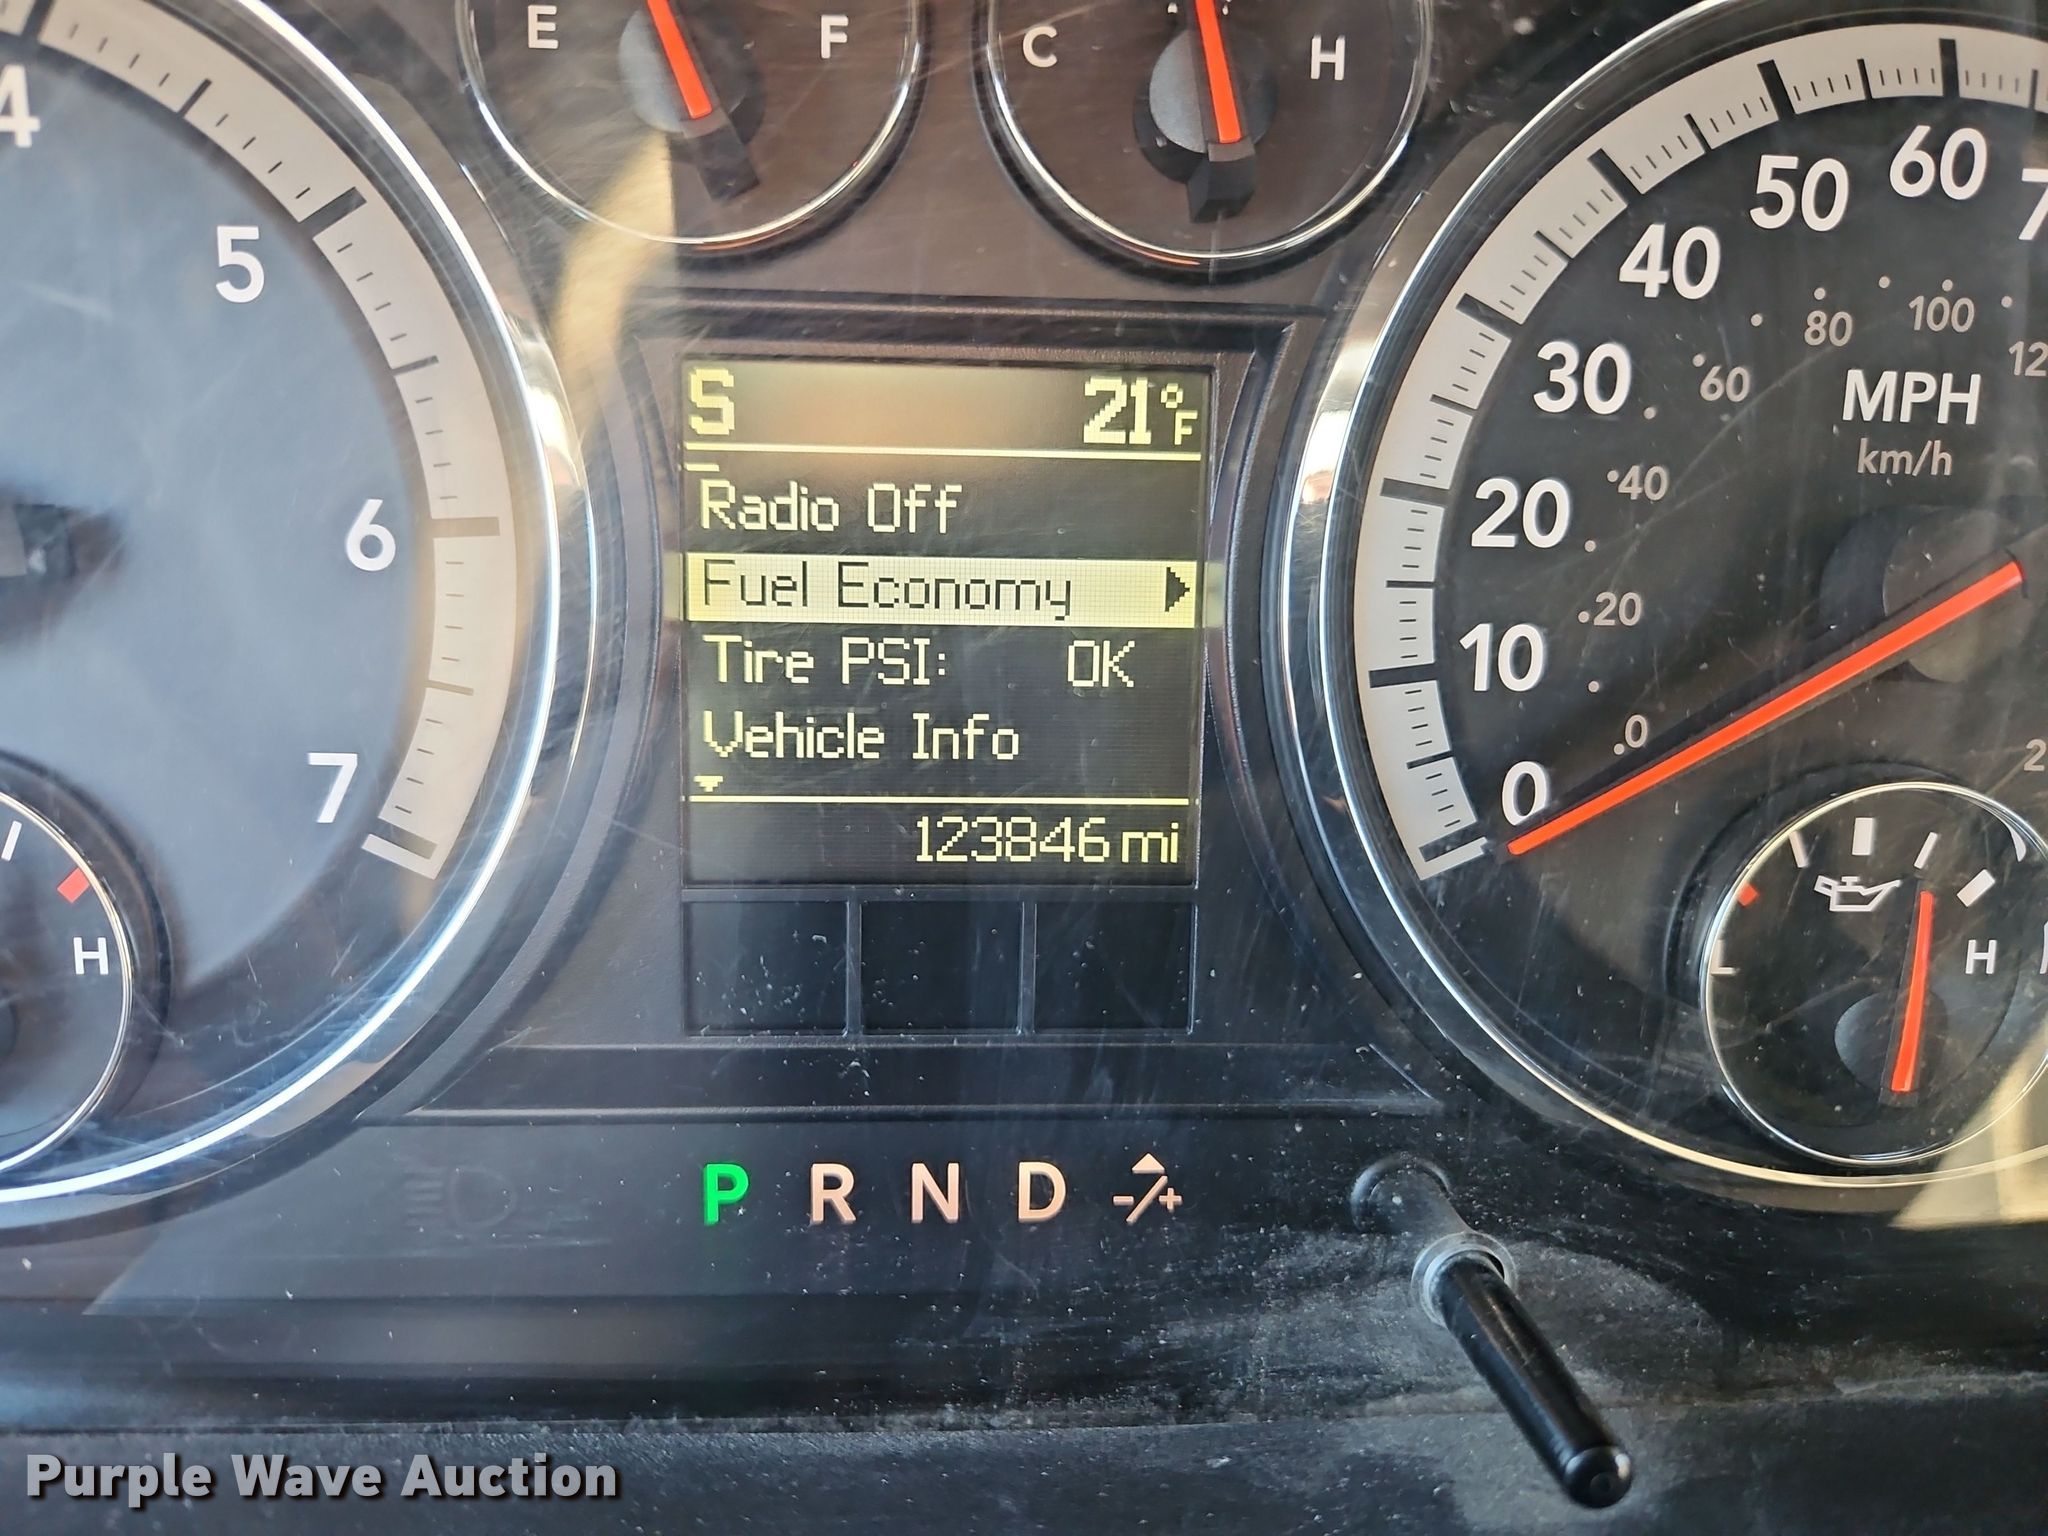 E F
C H
4
5
6
7
H
S 21°F
Radio Off
Fuel Economy
Tire PSI: OK
Vehicle Info
123846 mi
60
50
40
30
20
10
0
120
100
80
60
40
20
0
MPH
km/h
L H
P R N D -/+
Purple Wave Auction